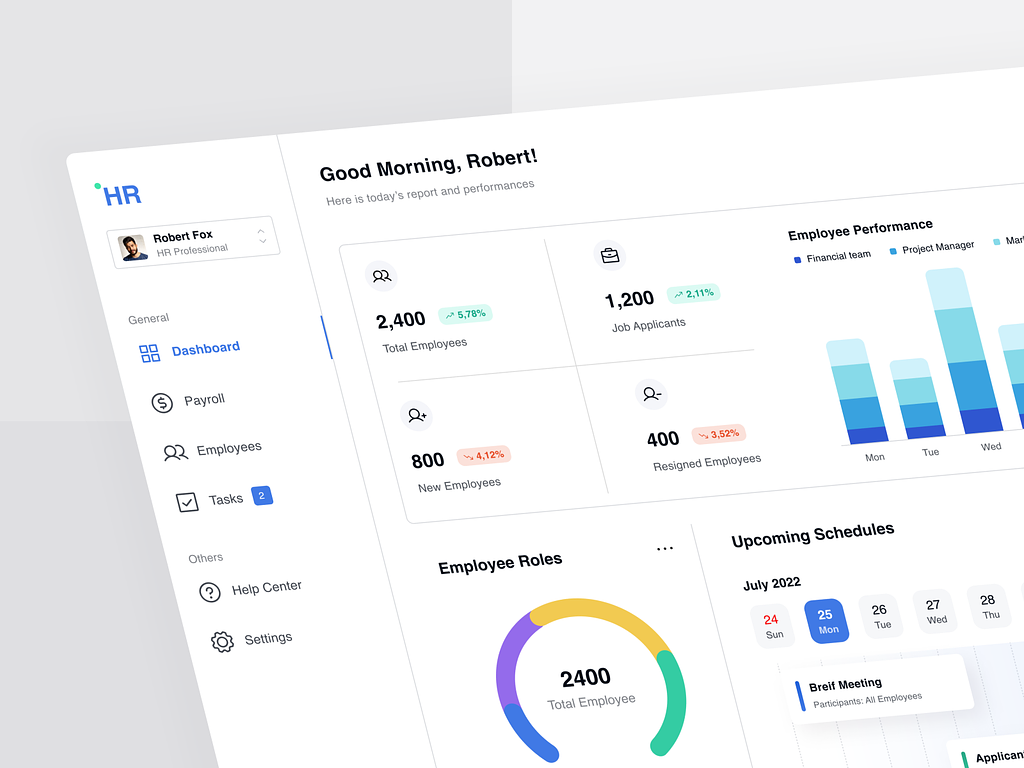 HR
Robert Fox
HR Professional
General
Dashboard
Payroll
Employees
Tasks 2
Others
Help Center
Settings
Good Morning, Robert!
Here is today's report and performances
2,400 5,78%
Total Employees
1,200 2,11%
Job Applicants
800 4,12%
New Employees
400 3,52%
Resigned Employees
Employee Performance
Financial team Project Manager
Mon Tue Wed
Employee Roles
2400
Total Employee
Upcoming Schedules
July 2022
24 25 26 27 28
Sun Mon Tue Wed Thu
Breif Meeting
Participants: All Employees